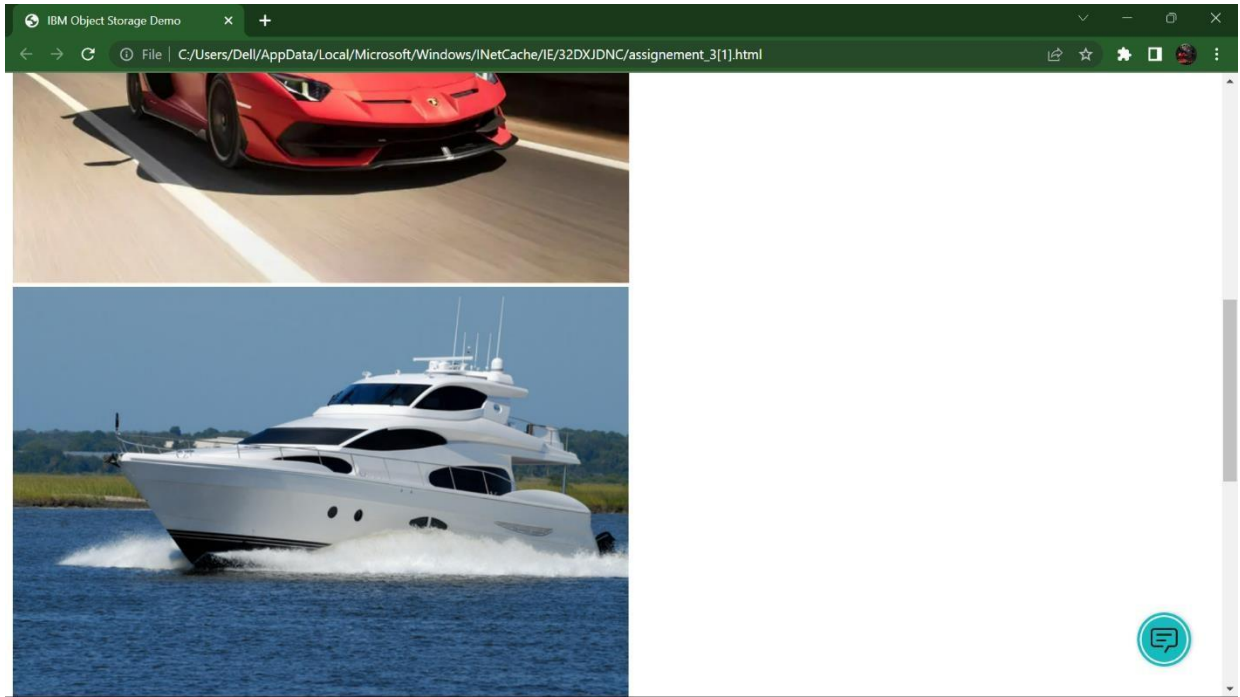 IBM Object Storage Demo
File C:/Users/Dell/AppData/Local/Microsoft/Windows/INetCache/IE/32DXJDNC/assignement_3[1].html